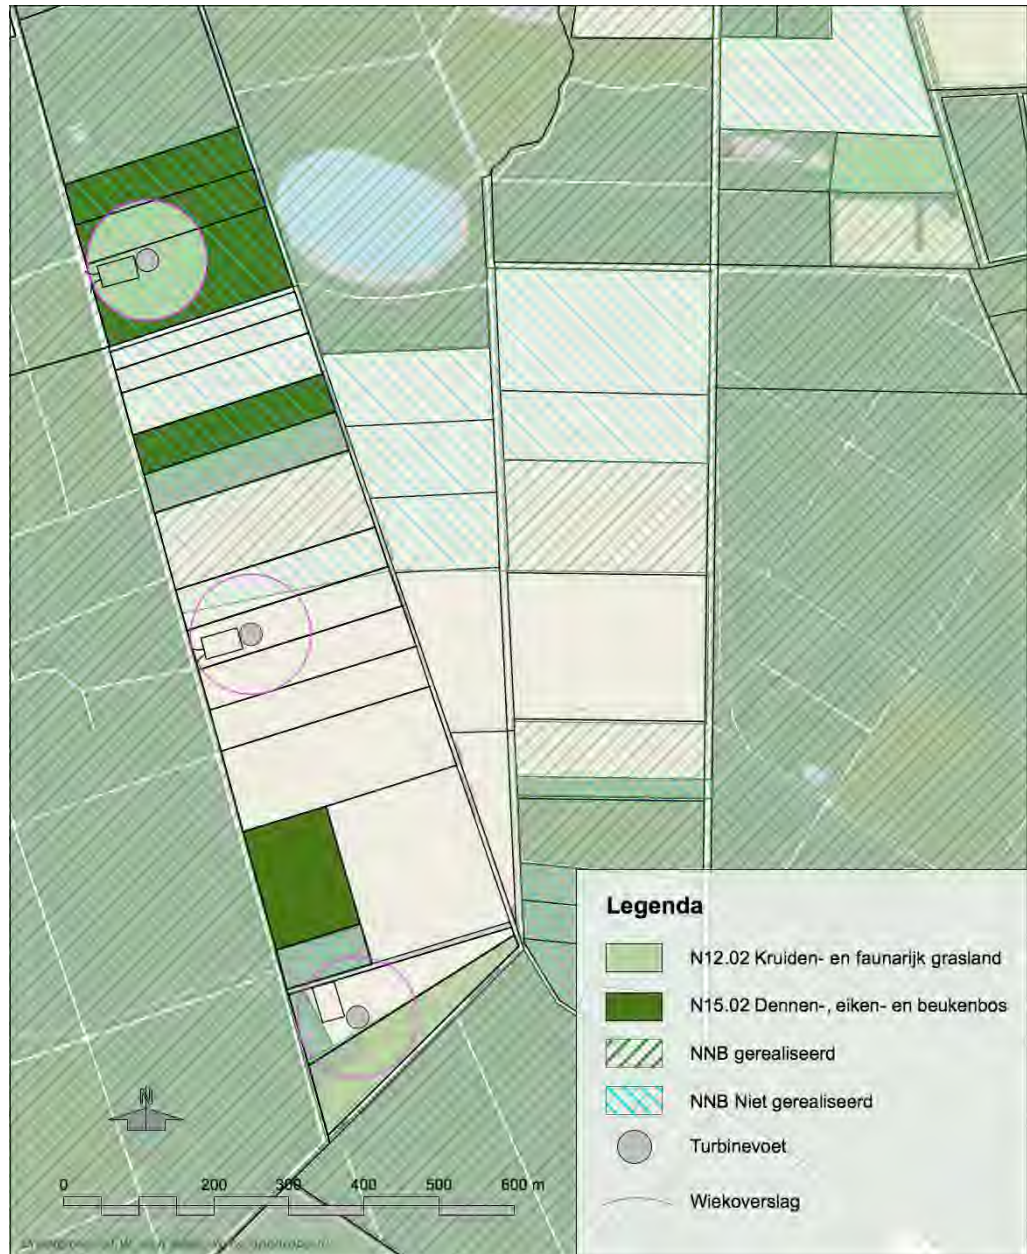 Legenda
N12.02 Kruiden- en faunarijk grasland
N15.02 Dennen-, eiken- en beukenbos
NNB gerealiseerd
NNB Niet gerealiseerd
Turbinevoet
Wiekoverslag
N
0 200 300 400 500 600 m